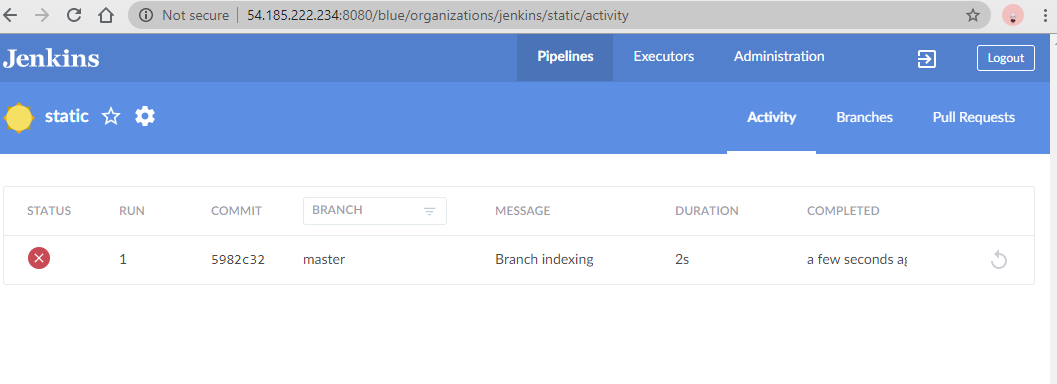 Not secure | 54.185.222.234:8080/blue/organizations/jenkins/static/activity
Jenkins Pipelines Executors Administration Logout
static Activity Branches Pull Requests
STATUS RUN COMMIT BRANCH MESSAGE DURATION COMPLETED
1 5982c32 master Branch indexing 2s a few seconds